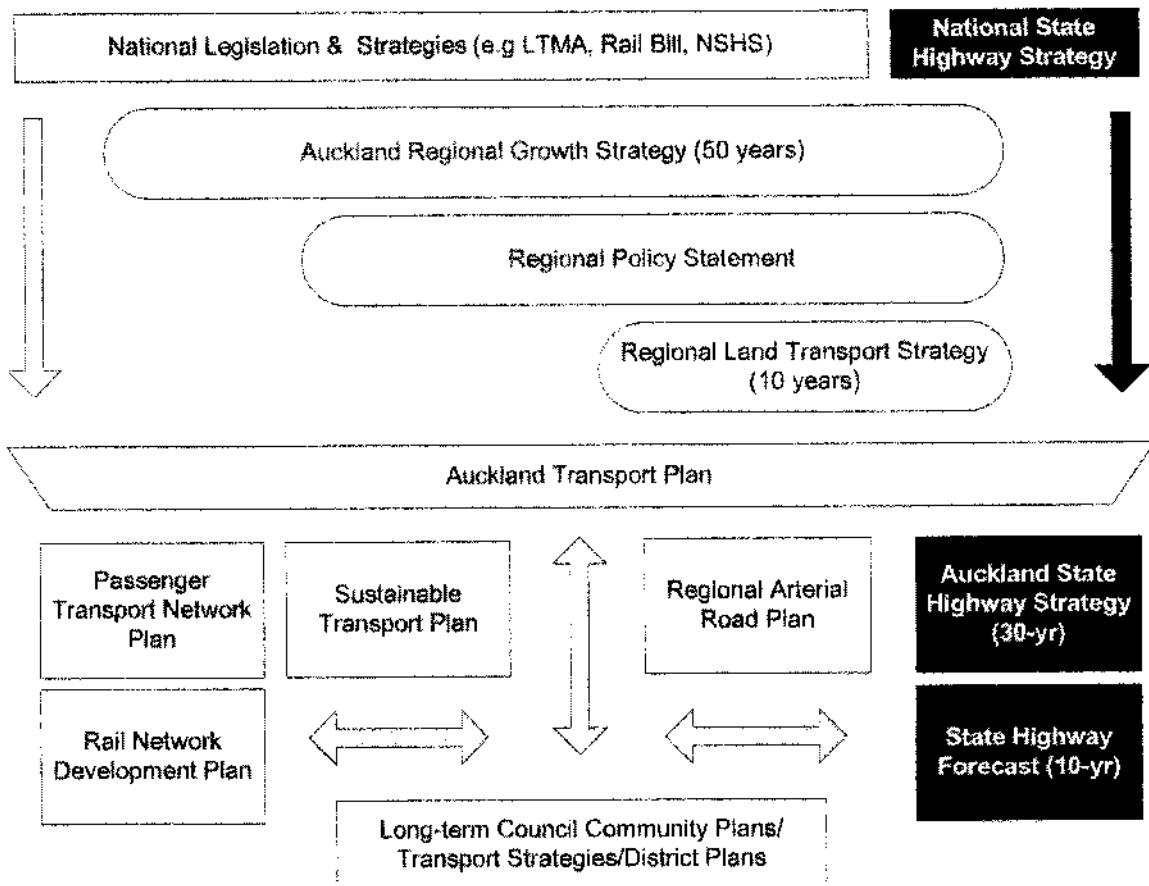 National Legislation & Strategies (e.g LTMA, Rail Bill, NSHS)
National State
Highway Strategy
Auckland Regional Growth Strategy (50 years)
Regional Policy Statement
Regional Land Transport Strategy
(10 years)
Auckland Transport Plan
Passenger
Transport Network
Plan
Sustainable
Transport Plan
Regional Arterial
Road Plan
Auckland State
Highway Strategy
(30-yr)
Rail Network
Development Plan
State Highway
Forecast (10-yr)
Long-term Council Community Plans/
Transport Strategies/District Plans